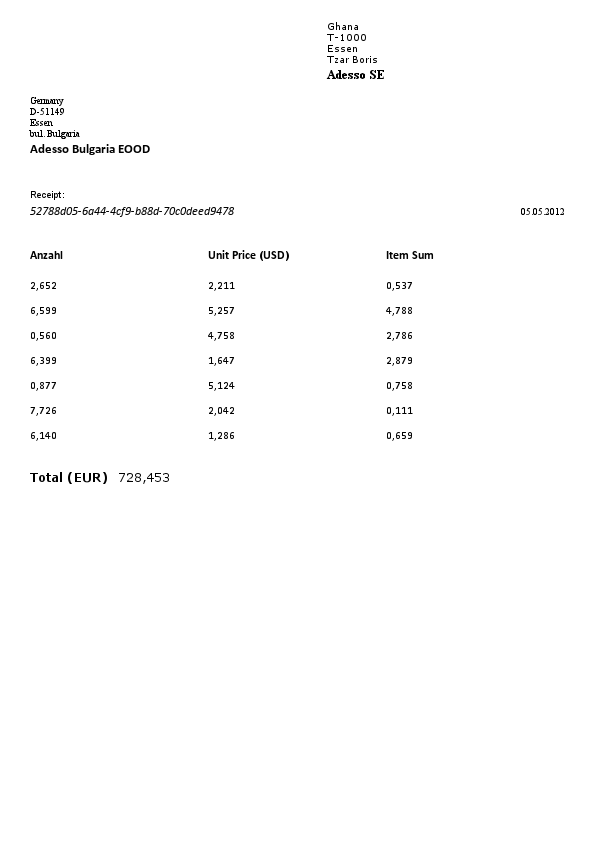 Ghana
T-1000
Essen
Tzar Boris
Adesso SE
Germany
D-51149
Essen
bul. Bulgaria
Adesso Bulgaria EOOD
Receipt:
52788d05-6a44-4cf9-b88d-70c0deed9478 05.05.2012
Anzahl Unit Price (USD) Item Sum
2,652 2,211 0,537
6,599 5,257 4,788
0,560 4,758 2,786
6,399 1,647 2,879
0,877 5,124 0,758
7,726 2,042 0,111
6,140 1,286 0,659
Total (EUR) 728,453